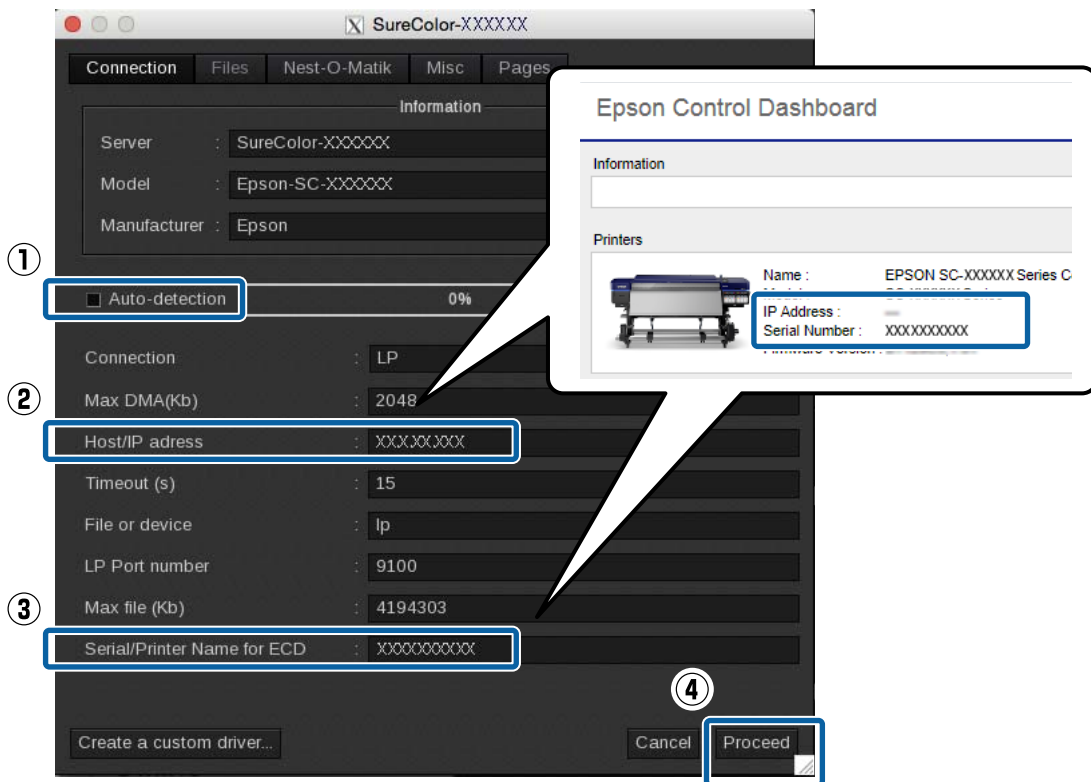 SureColor-XXXXXX
Connection Files Nest-O-Matik Misc Pages
Information
Server : SureColor-XXXXXX
Model : Epson-SC-XXXXXX
Manufacturer : Epson
①
Auto-detection 0%
Connection : LP
②
Max DMA(Kb) : 2048
Host/IP adress : XX.X.XX.XXX
Timeout (s) : 15
File or device : lp
LP Port number : 9100
③
Max file (Kb) : 4194303
Serial/Printer Name for ECD : XXXXXXXXXX
④
Create a custom driver... Cancel Proceed
Epson Control Dashboard
Information
Printers
Name : EPSON SC-XXXXXX Series C
IP Address :
Serial Number : XXXXXXXXXX